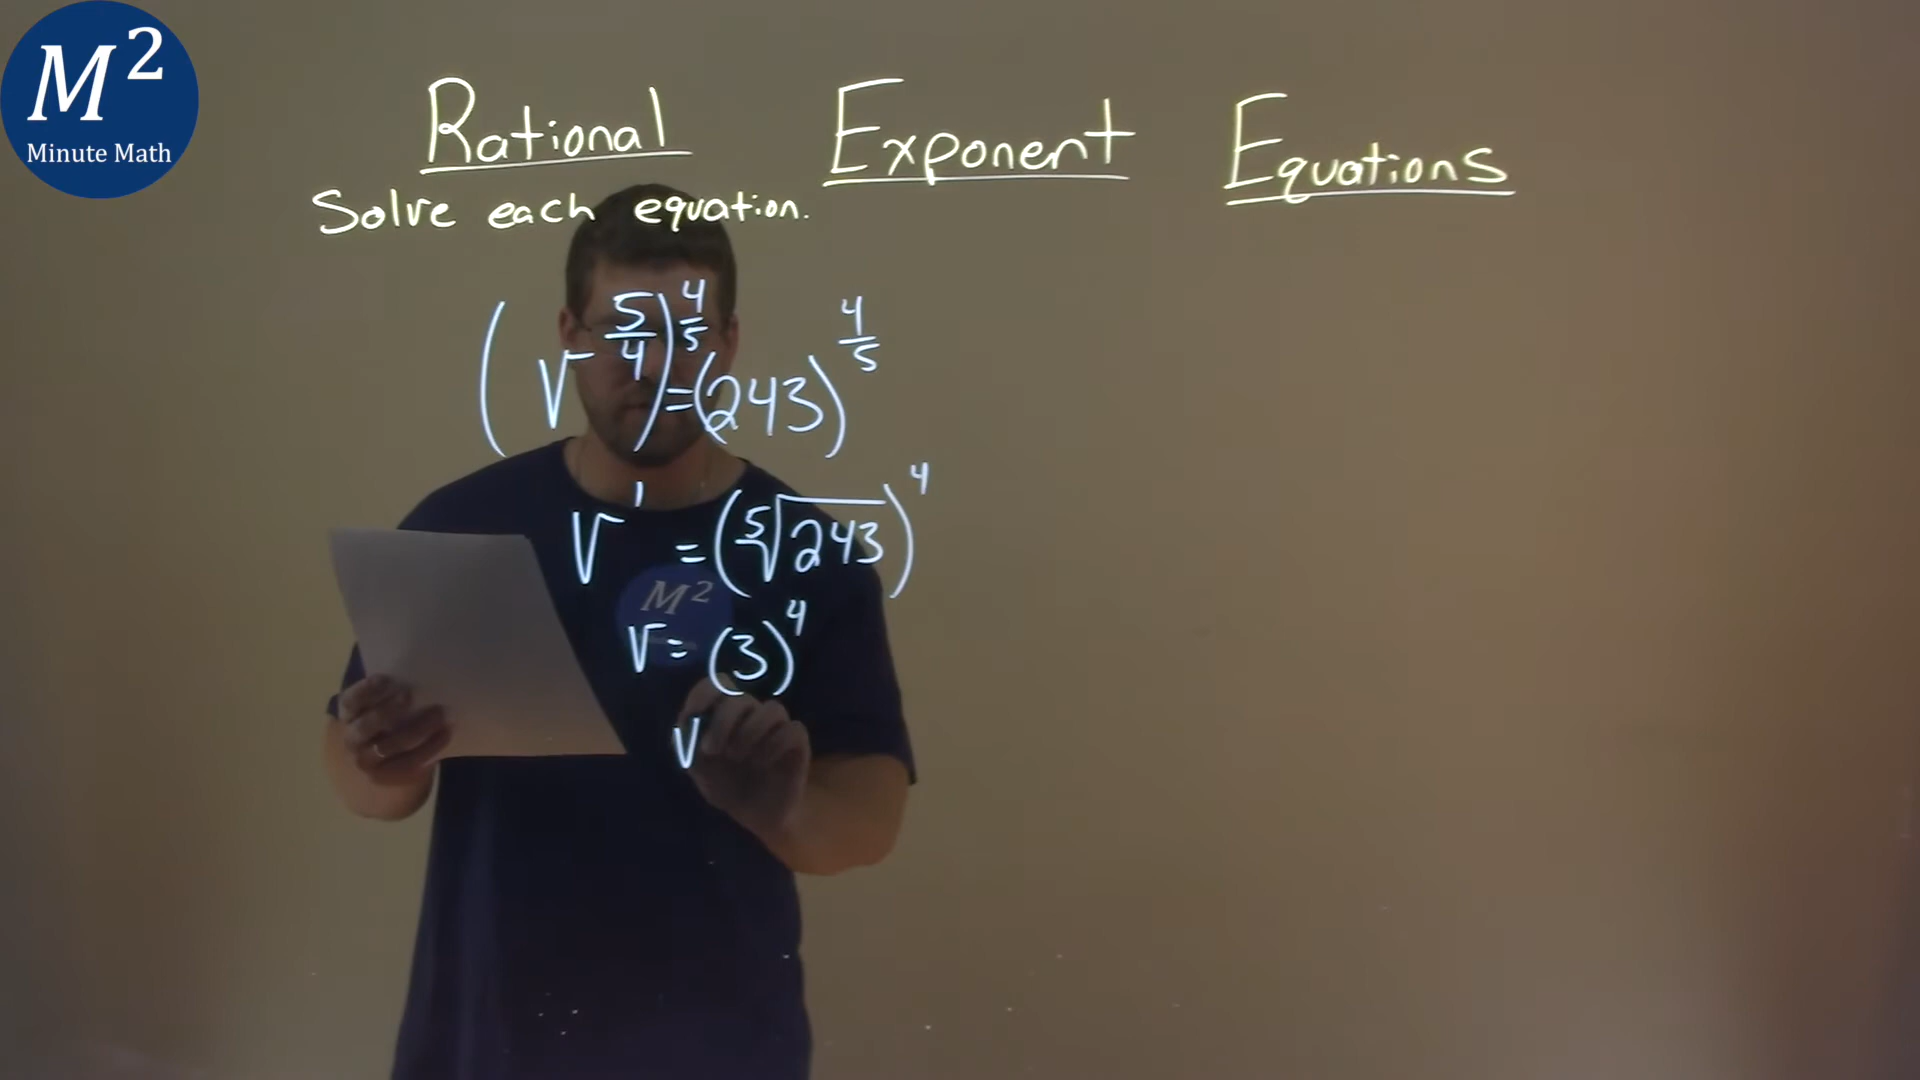 M²
Minute Math
Rational Exponent Equations
Solve each equation.
(v^(5/4))^(4/5) = (243)^(4/5)
v^1 = (⁵√243)^4
M²
v = (3)^4
v